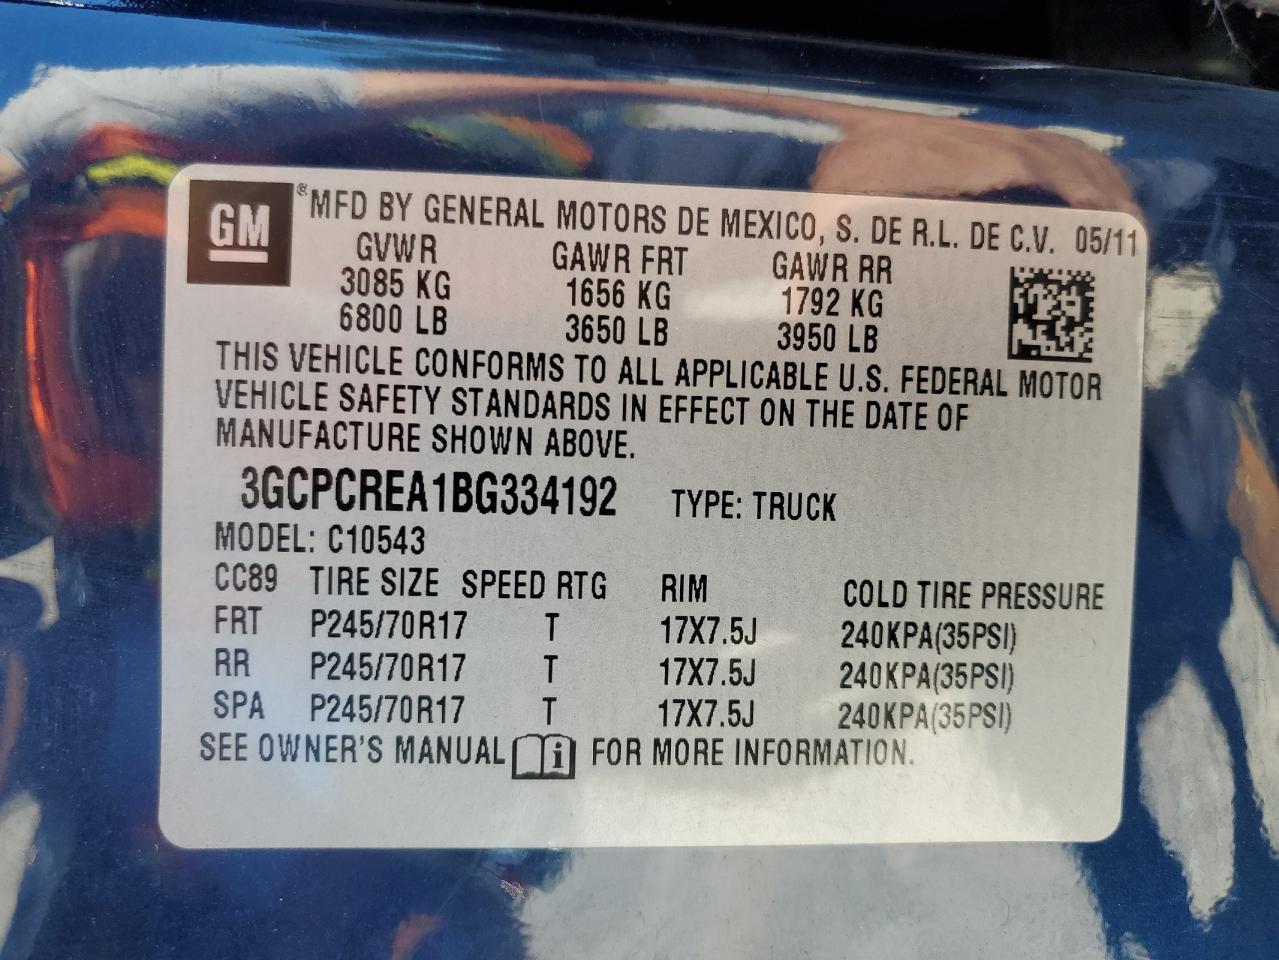 GM ® MFD BY GENERAL MOTORS DE MEXICO, S. DE R.L. DE C.V. 05/11
GVWR GAWR FRT GAWR RR
3085 KG 1656 KG 1792 KG
6800 LB 3650 LB 3950 LB
THIS VEHICLE CONFORMS TO ALL APPLICABLE U.S. FEDERAL MOTOR
VEHICLE SAFETY STANDARDS IN EFFECT ON THE DATE OF
MANUFACTURE SHOWN ABOVE.
3GCPCREA1BG334192 TYPE: TRUCK
MODEL: C10543
CC89 TIRE SIZE SPEED RTG RIM COLD TIRE PRESSURE
FRT P245/70R17 T 17X7.5J 240KPA(35PSI)
RR P245/70R17 T 17X7.5J 240KPA(35PSI)
SPA P245/70R17 T 17X7.5J 240KPA(35PSI)
SEE OWNER'S MANUAL i FOR MORE INFORMATION.